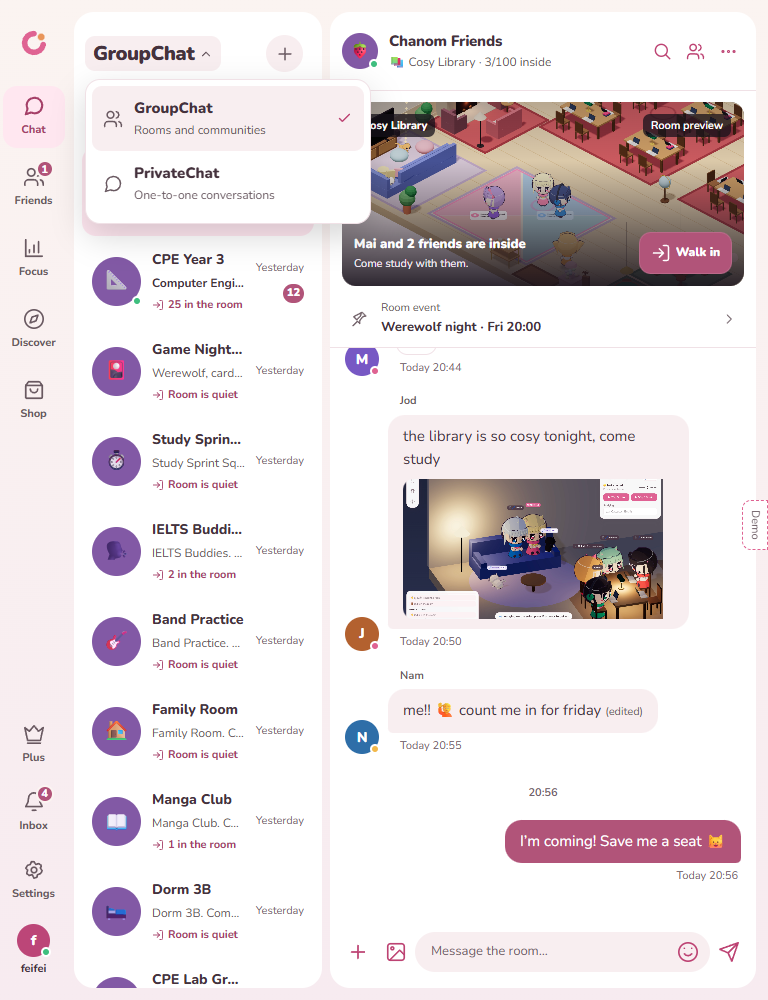 Chat
1
Friends
Focus
Discover
Shop
Plus
4
Inbox
Settings
f
feifei
GroupChat
GroupChat
Rooms and communities
PrivateChat
One-to-one conversations
CPE Year 3
Yesterday
Computer Engi...
12
25 in the room
Game Night...
Yesterday
Werewolf, card...
Room is quiet
Study Sprin...
Yesterday
Study Sprint Sq...
Room is quiet
IELTS Buddi...
Yesterday
IELTS Buddies. ...
2 in the room
Band Practice
Yesterday
Band Practice. ...
Room is quiet
Family Room
Yesterday
Family Room. C...
Room is quiet
Manga Club
Yesterday
Manga Club. C...
1 in the room
Dorm 3B
Yesterday
Dorm 3B. Com...
Room is quiet
CPE Lab Gr...
Chanom Friends
Cosy Library · 3/100 inside
osy Library
Room preview
Mai and 2 friends are inside
Come study with them.
Walk in
Room event
Werewolf night · Fri 20:00
M
Today 20:44
Jod
the library is so cosy tonight, come
study
J
Today 20:50
Nam
me!! count me in for friday (edited)
N
Today 20:55
20:56
I'm coming! Save me a seat
Today 20:56
Message the room...
Demo